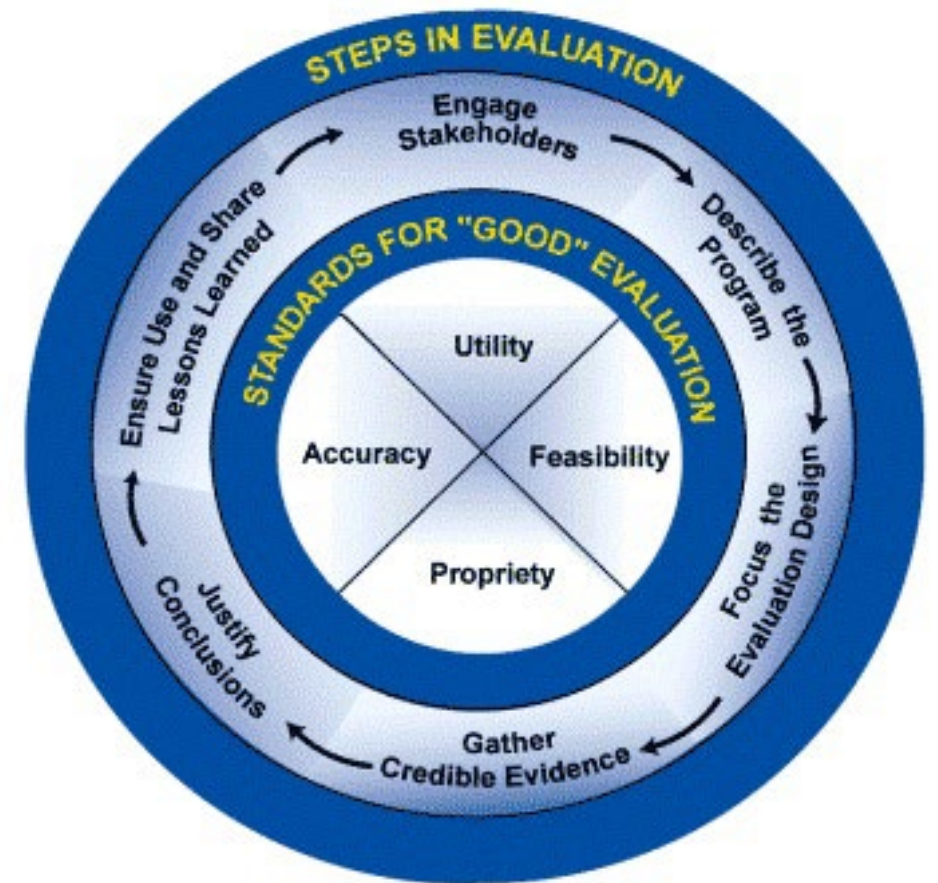 STEPS IN EVALUATION
Engage
Stakeholders
Describe the
Program
Focus the
Evaluation Design
Gather
Credible Evidence
Justify
Conclusions
Ensure Use and Share
Lessons Learned
STANDARDS FOR "GOOD" EVALUATION
Utility
Feasibility
Propriety
Accuracy